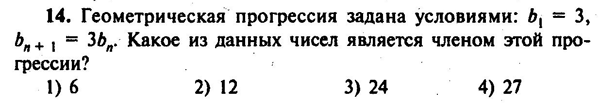 14. Геометрическая прогрессия задана условиями: b₁ = 3,
bₙ ₊ ₁ = 3bₙ. Какое из данных чисел является членом этой про-
грессии?
1) 6 2) 12 3) 24 4) 27